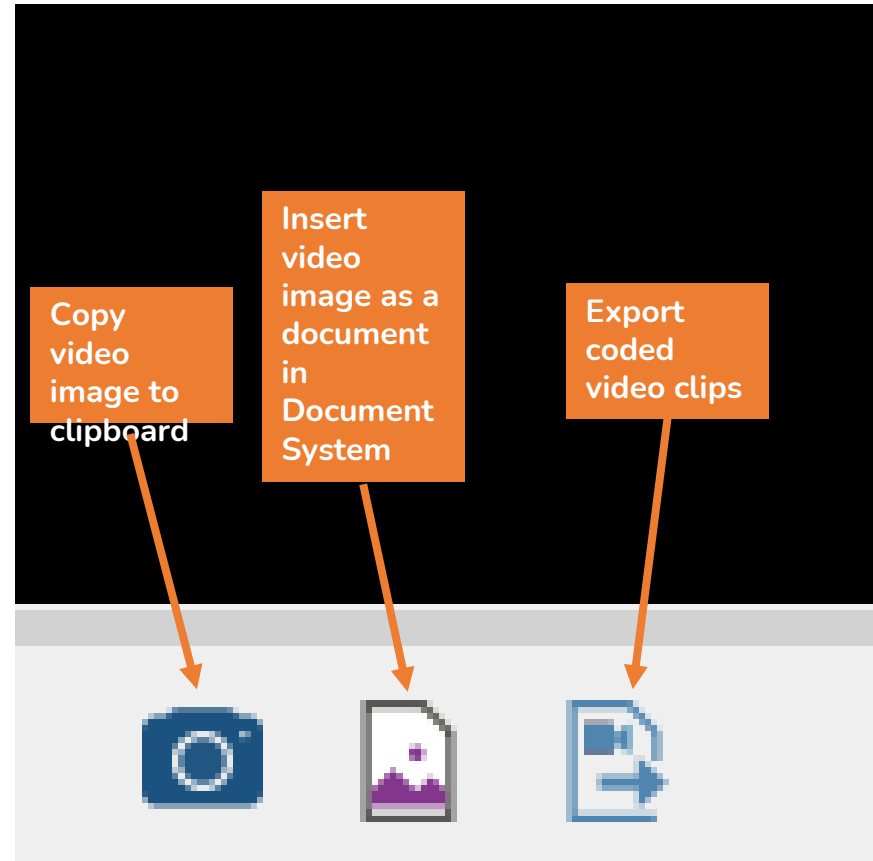 Copy
video
image to
clipboard
Insert
video
image as a
document
in
Document
System
Export
coded
video clips